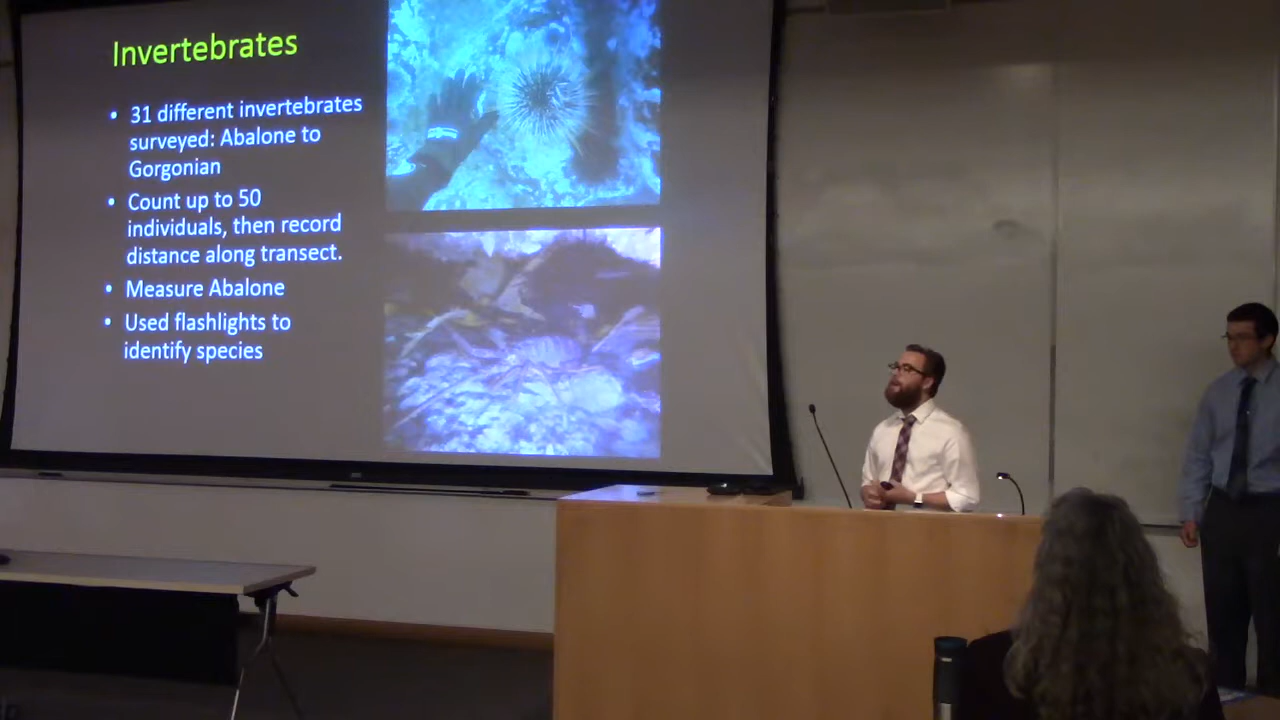 Invertebrates
• 31 different invertebrates
surveyed: Abalone to
Gorgonian
• Count up to 50
individuals, then record
distance along transect.
• Measure Abalone
• Used flashlights to
identify species